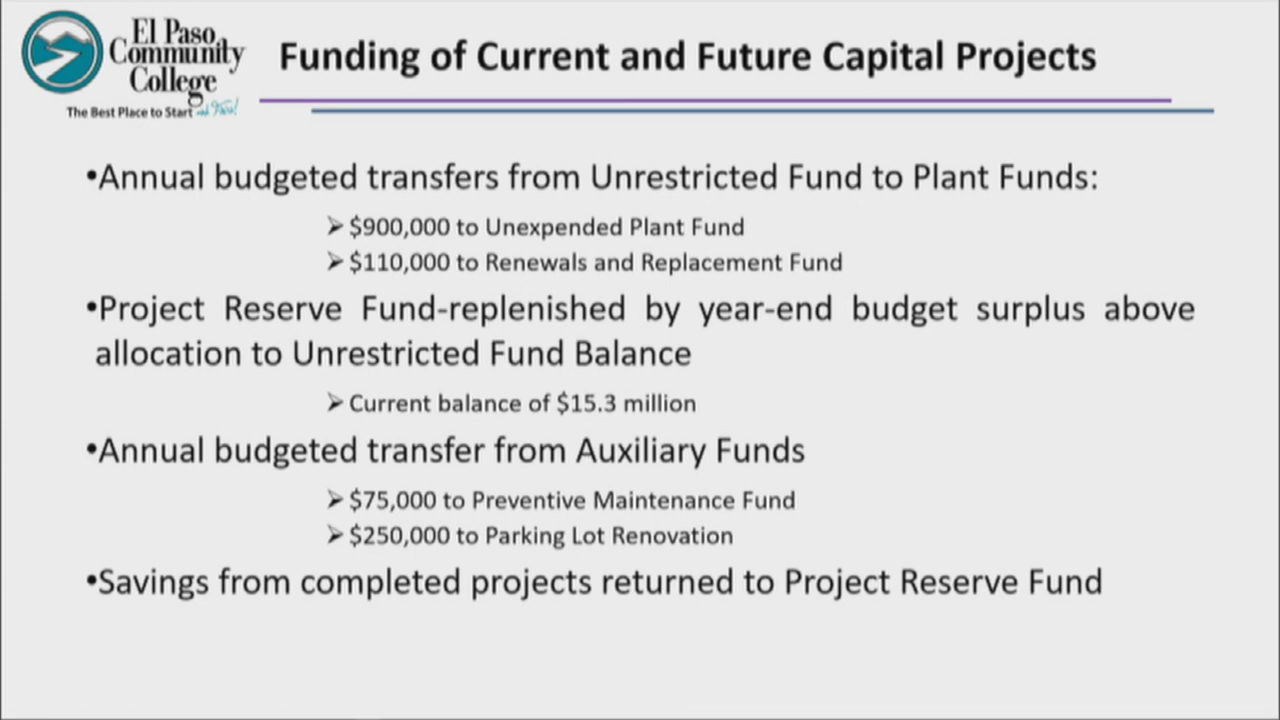 El Paso
Community
College
The Best Place to Start and Finish!
Funding of Current and Future Capital Projects
•Annual budgeted transfers from Unrestricted Fund to Plant Funds:
➢$900,000 to Unexpended Plant Fund
➢$110,000 to Renewals and Replacement Fund
•Project Reserve Fund-replenished by year-end budget surplus above
allocation to Unrestricted Fund Balance
➢Current balance of $15.3 million
•Annual budgeted transfer from Auxiliary Funds
➢$75,000 to Preventive Maintenance Fund
➢$250,000 to Parking Lot Renovation
•Savings from completed projects returned to Project Reserve Fund